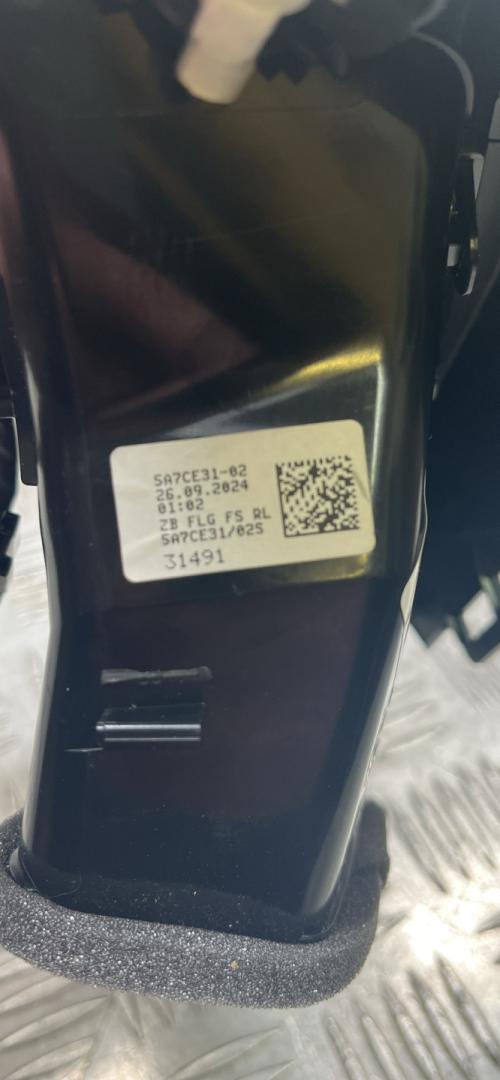 5A7CE31-02
26.09.2024
01:02
ZB FLG FS RL
5A7CE31/02S
31491